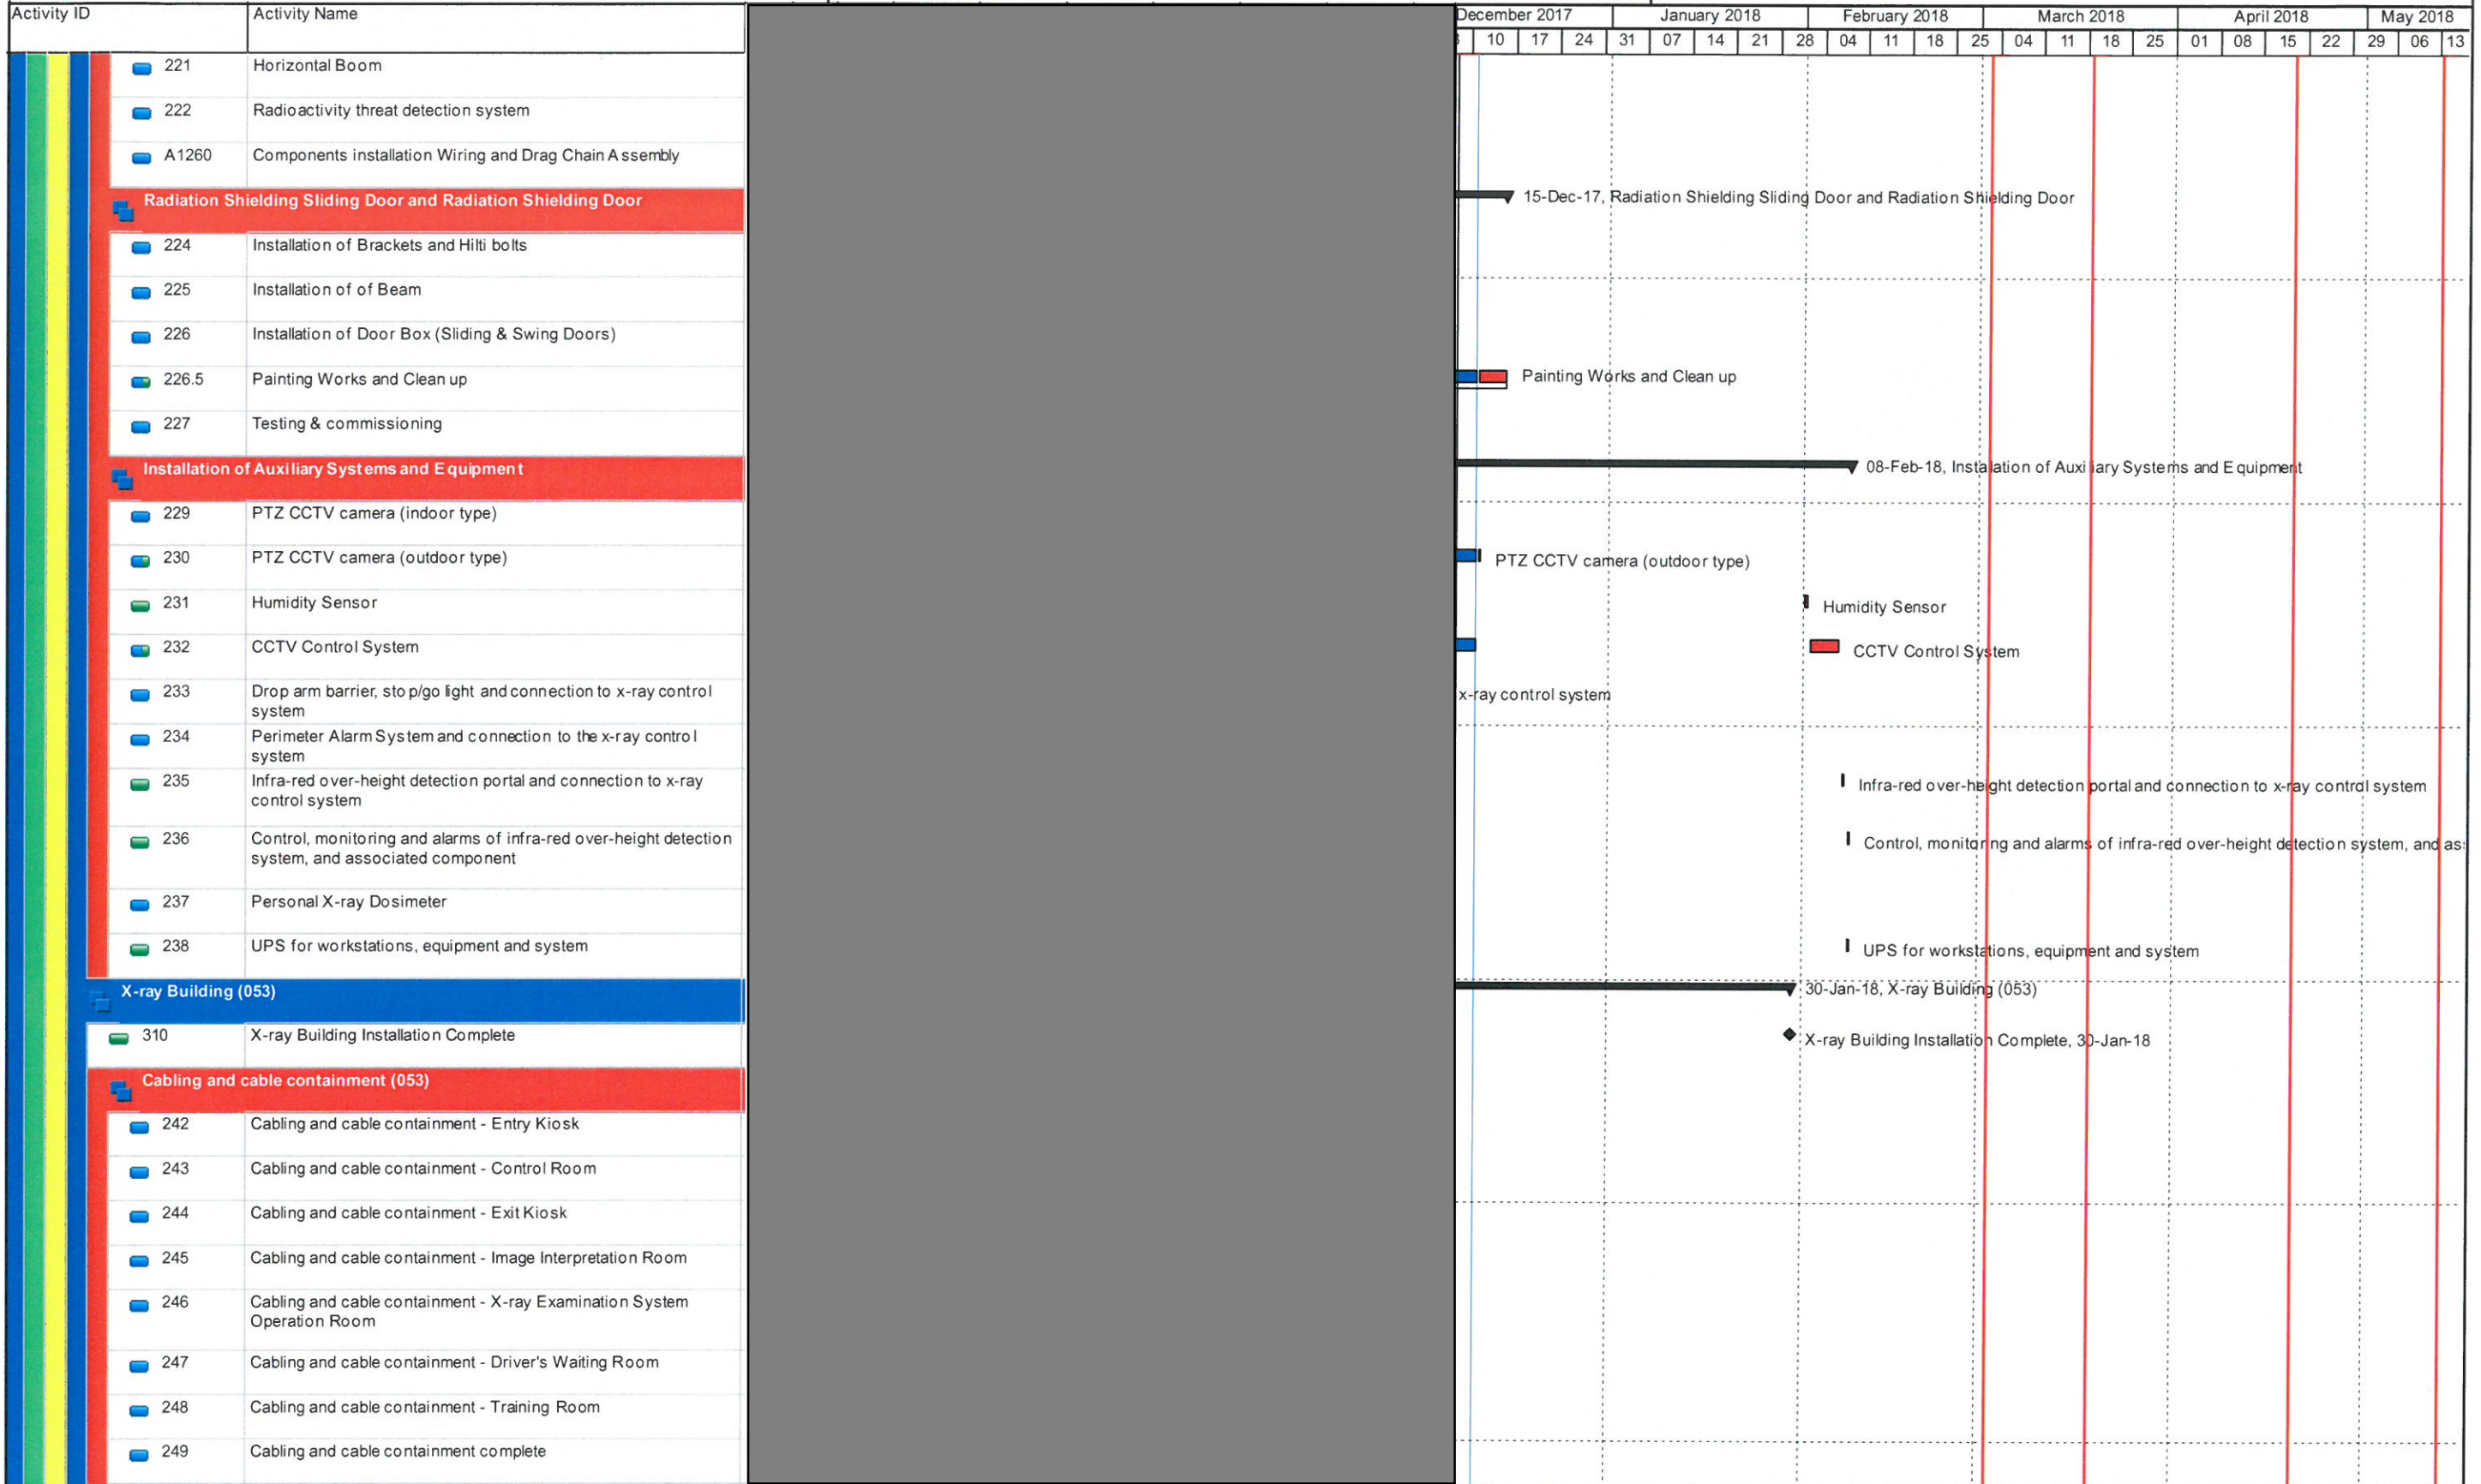 Activity ID Activity Name December 2017 January 2018 February 2018 March 2018 April 2018 May 2018
10 17 24 31 07 14 21 28 04 11 18 25 04 11 18 25 01 08 15 22 29 06 13
221 Horizontal Boom
222 Radioactivity threat detection system
A1260 Components installation Wiring and Drag Chain Assembly
Radiation Shielding Sliding Door and Radiation Shielding Door 15-Dec-17, Radiation Shielding Sliding Door and Radiation Shielding Door
224 Installation of Brackets and Hilti bolts
225 Installation of of Beam
226 Installation of Door Box (Sliding & Swing Doors)
226.5 Painting Works and Clean up Painting Works and Clean up
227 Testing & commissioning
Installation of Auxiliary Systems and Equipment 08-Feb-18, Installation of Auxiliary Systems and Equipment
229 PTZ CCTV camera (indoor type)
230 PTZ CCTV camera (outdoor type) PTZ CCTV camera (outdoor type)
231 Humidity Sensor Humidity Sensor
232 CCTV Control System CCTV Control System
233 Drop arm barrier, stop/go light and connection to x-ray control x-ray control system
system
234 Perimeter Alarm System and connection to the x-ray control
system
235 Infra-red over-height detection portal and connection to x-ray Infra-red over-height detection portal and connection to x-ray control system
control system
236 Control, monitoring and alarms of infra-red over-height detection Control, monitoring and alarms of infra-red over-height detection system, and as
system, and associated component
237 Personal X-ray Dosimeter
238 UPS for workstations, equipment and system UPS for workstations, equipment and system
X-ray Building (053) 30-Jan-18, X-ray Building (053)
310 X-ray Building Installation Complete X-ray Building Installation Complete, 30-Jan-18
Cabling and cable containment (053)
242 Cabling and cable containment - Entry Kiosk
243 Cabling and cable containment - Control Room
244 Cabling and cable containment - Exit Kiosk
245 Cabling and cable containment - Image Interpretation Room
246 Cabling and cable containment - X-ray Examination System
Operation Room
247 Cabling and cable containment - Driver's Waiting Room
248 Cabling and cable containment - Training Room
249 Cabling and cable containment complete